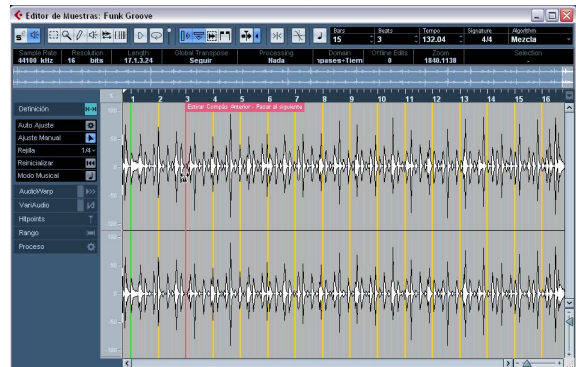 Editor de Muestras: Funk Groove
Bars Beats Tempo Signature Algorithm
15 3 132.04 4/4 Mezcla
Sample Rate Resolution Length Global Transpose Processing Domain Offline Edits Zoom Selection
44100 kHz 16 bits 17.1.3.24 Seguir Nada ipases+Tiem 0 1840.1138 -
1 2 3 4 5 6 7 8 9 10 11 12 13 14 15 16
Definición
Estirar Compás Anterior - Pasar al siguiente
Auto Ajuste
Ajuste Manual
Rejilla 1/4
Reinicializar
Modo Musical
AudioWarp
VariAudio
Hitpoints
Rango
Proceso